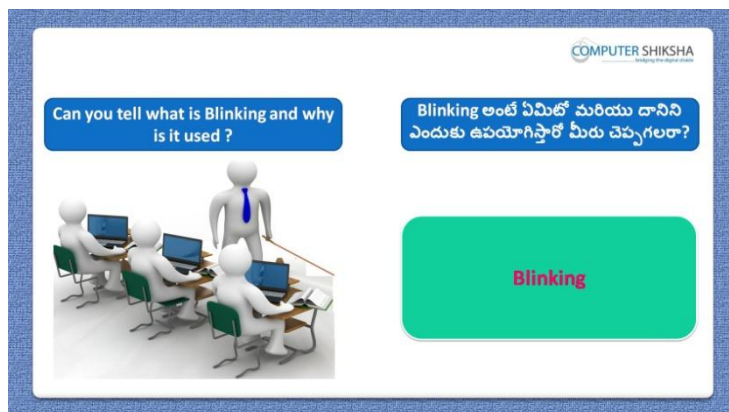 COMPUTER SHIKSHA
bridging the digital divide
Can you tell what is Blinking and why
is it used ?
Blinking అంటే ఏమిటో మరియు దానిని
ఎందుకు ఉపయోగిస్తారో మీరు చెప్పగలరా?
Blinking